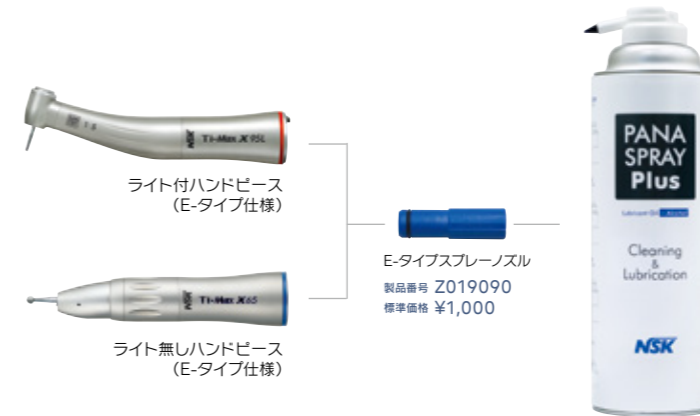 NSK Ti-Max X95L
ライト付ハンドピース
（E-タイプ仕様）
NSK Ti-Max X65
ライト無しハンドピース
（E-タイプ仕様）
E-タイプスプレーノズル
製品番号 Z019090
標準価格 ¥1,000
PANA
SPRAY
Plus
Lubricant Oil
Cleaning
&
Lubrication
NSK